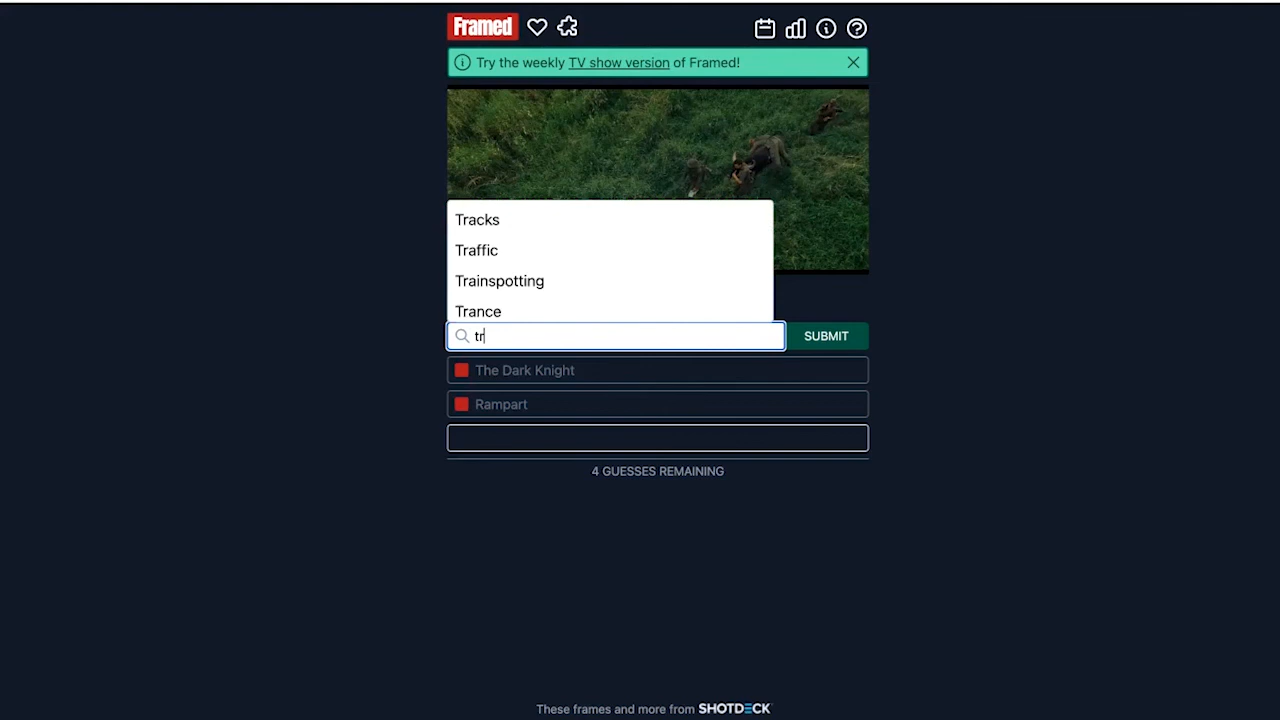 Framed
Try the weekly TV show version of Framed!
Tracks
Traffic
Trainspotting
Trance
tr
SUBMIT
The Dark Knight
Rampart
4 GUESSES REMAINING
These frames and more from SHOTDECK